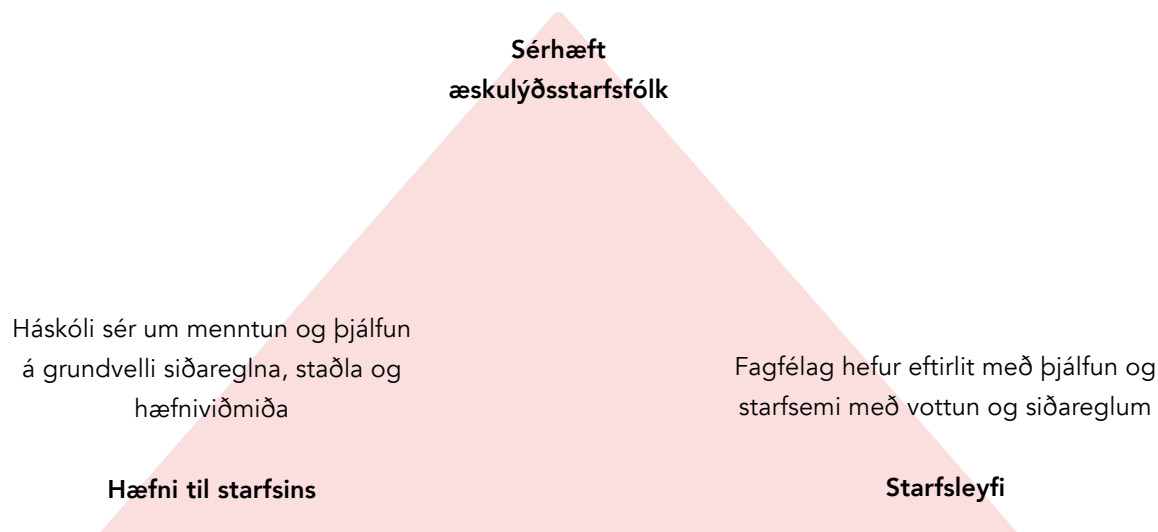 Sérhæft
æskulýðsstarfsfólk
Háskóli sér um menntun og þjálfun
á grundvelli siðareglna, staðla og
hæfniviðmiða
Fagfélag hefur eftirlit með þjálfun og
starfsemi með vottun og siðareglum
Hæfni til starfsins
Starfsleyfi